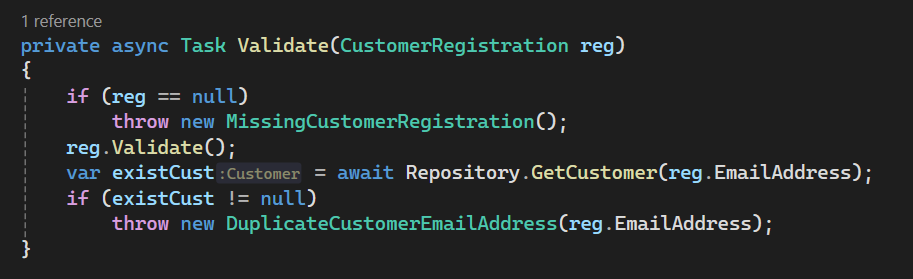 1 reference
private async Task Validate(CustomerRegistration reg)
{
    if (reg == null)
        throw new MissingCustomerRegistration();
    reg.Validate();
    var existCust:Customer = await Repository.GetCustomer(reg.EmailAddress);
    if (existCust != null)
        throw new DuplicateCustomerEmailAddress(reg.EmailAddress);
}